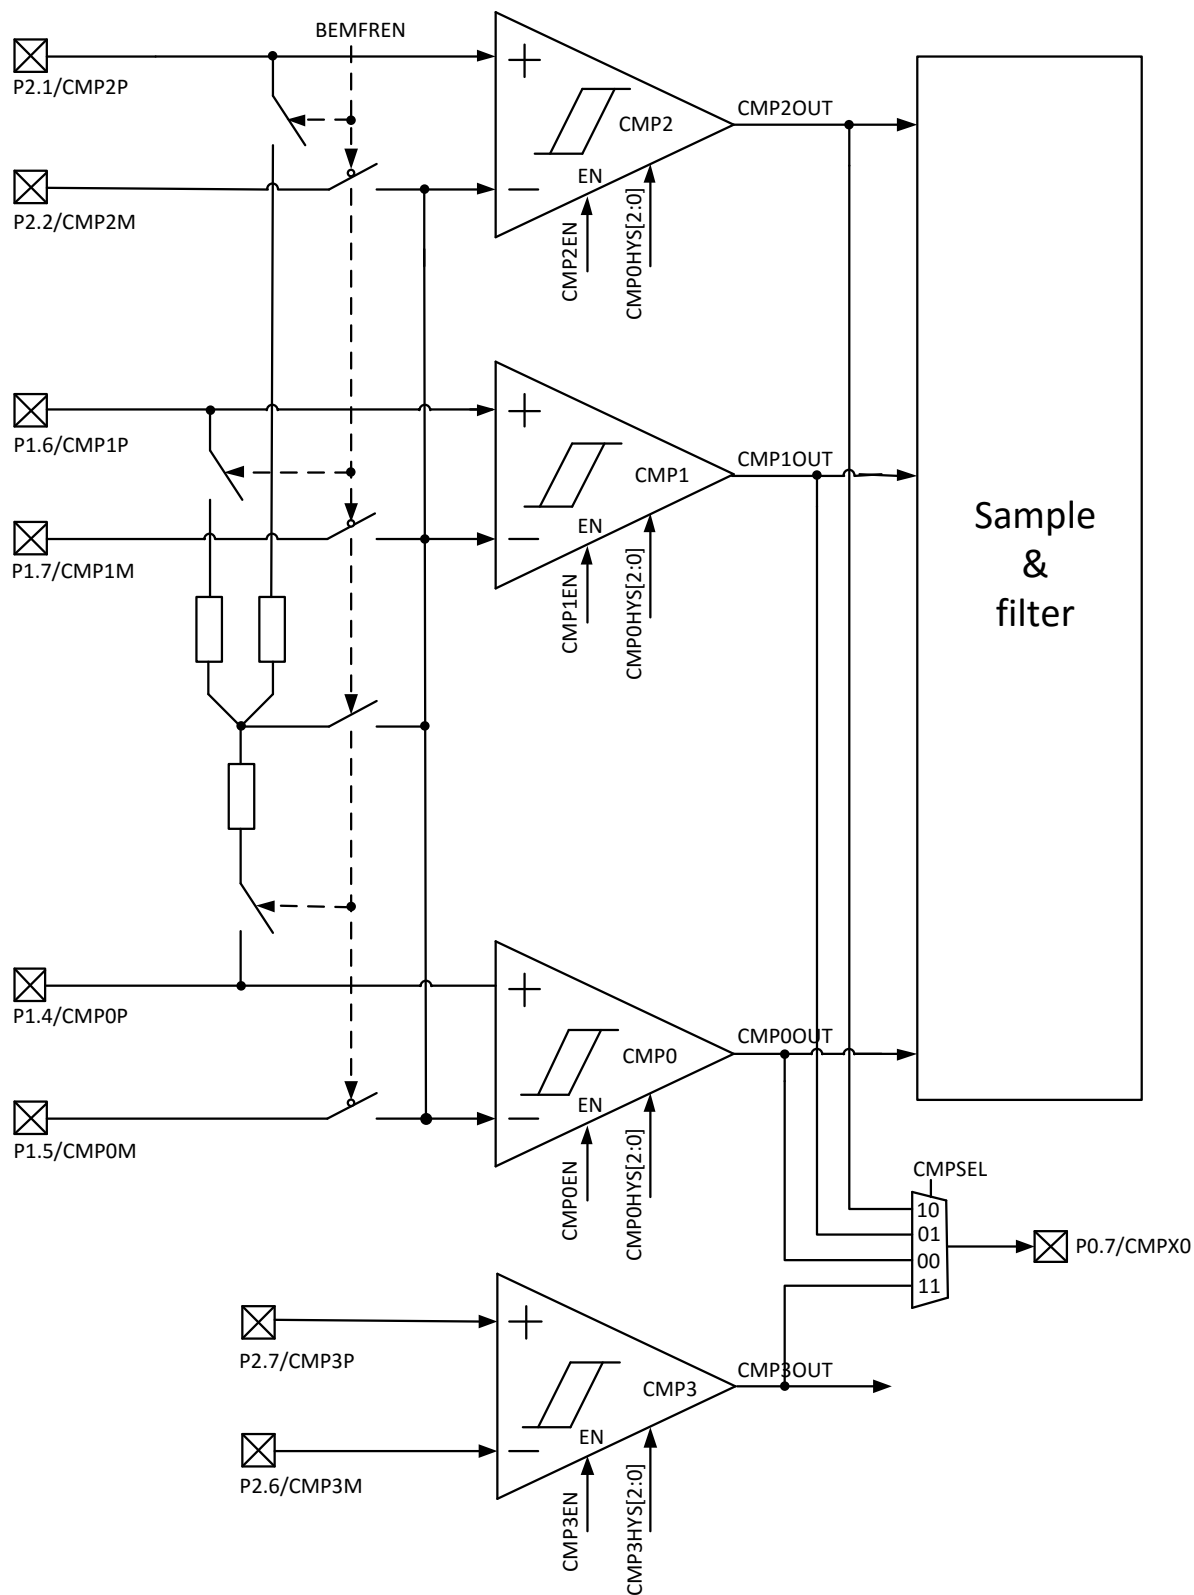 BEMFREN
P2.1/CMP2P
CMP2
CMP2OUT
EN
P2.2/CMP2M
CMP2EN
CMP0HYS[2:0]
P1.6/CMP1P
CMP1
CMP1OUT
EN
P1.7/CMP1M
CMP1EN
CMP0HYS[2:0]
Sample
&
filter
P1.4/CMP0P
CMP0
CMP0OUT
EN
P1.5/CMP0M
CMP0EN
CMP0HYS[2:0]
CMPSEL
10
01
00
11
P0.7/CMPX0
P2.7/CMP3P
CMP3
CMP3OUT
EN
P2.6/CMP3M
CMP3EN
CMP3HYS[2:0]